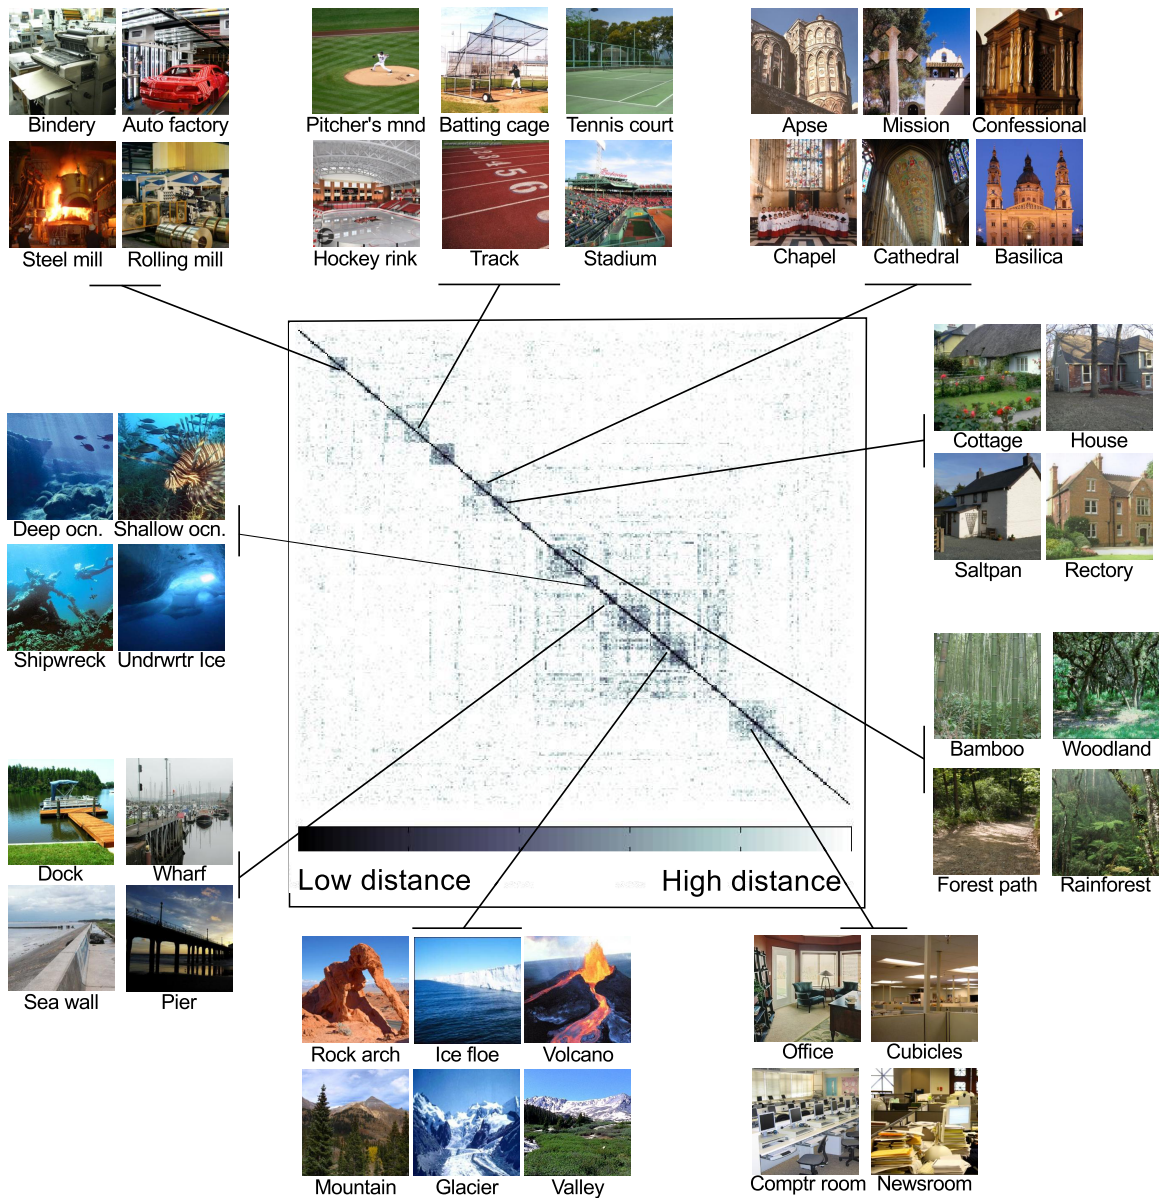 Bindery
Auto factory
Steel mill
Rolling mill
Pitcher's mnd
Batting cage
Tennis court
Hockey rink
Track
Stadium
Apse
Mission
Confessional
Chapel
Cathedral
Basilica
Cottage
House
Saltpan
Rectory
Deep ocn.
Shallow ocn.
Shipwreck
Undrwrtr Ice
Bamboo
Woodland
Forest path
Rainforest
Dock
Wharf
Sea wall
Pier
Low distance
High distance
Rock arch
Ice floe
Volcano
Mountain
Glacier
Valley
Office
Cubicles
Comptr room
Newsroom